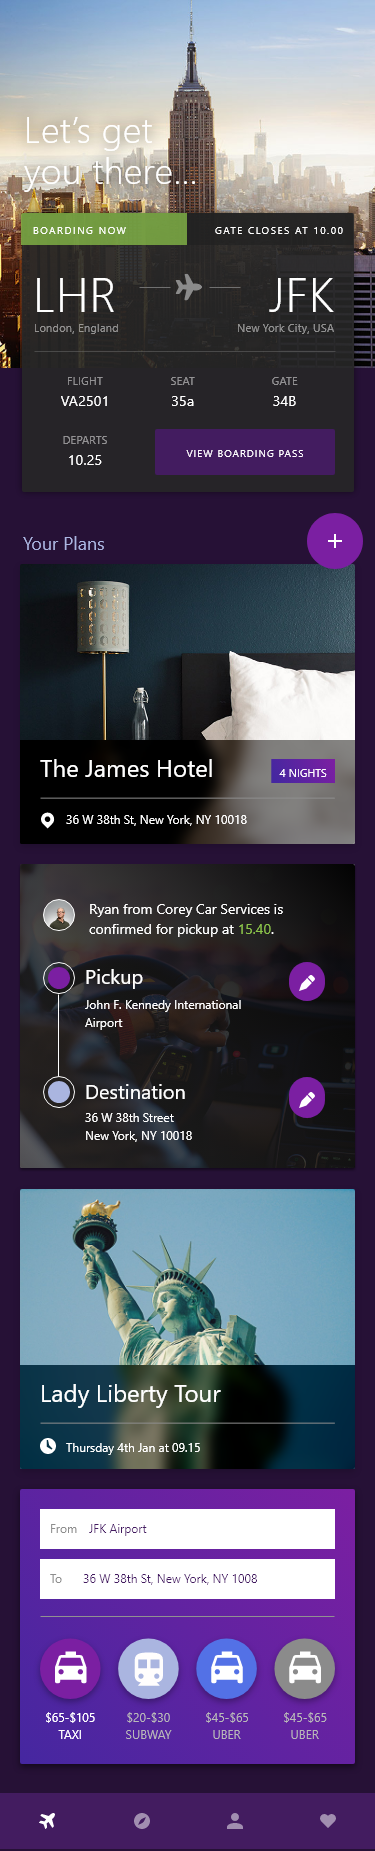 Let's get
you there...
BOARDING NOW GATE CLOSES AT 10.00
LHR JFK
London, England New York City, USA
FLIGHT SEAT GATE
VA2501 35a 34B
DEPARTS
10.25 VIEW BOARDING PASS
Your Plans
The James Hotel 4 NIGHTS
36 W 38th St, New York, NY 10018
Ryan from Corey Car Services is
confirmed for pickup at 15.40.
Pickup
John F. Kennedy International
Airport
Destination
36 W 38th Street
New York, NY 10018
Lady Liberty Tour
Thursday 4th Jan at 09.15
From JFK Airport
To 36 W 38th St, New York, NY 1008
$65-$105 $20-$30 $45-$65 $45-$65
TAXI SUBWAY UBER UBER